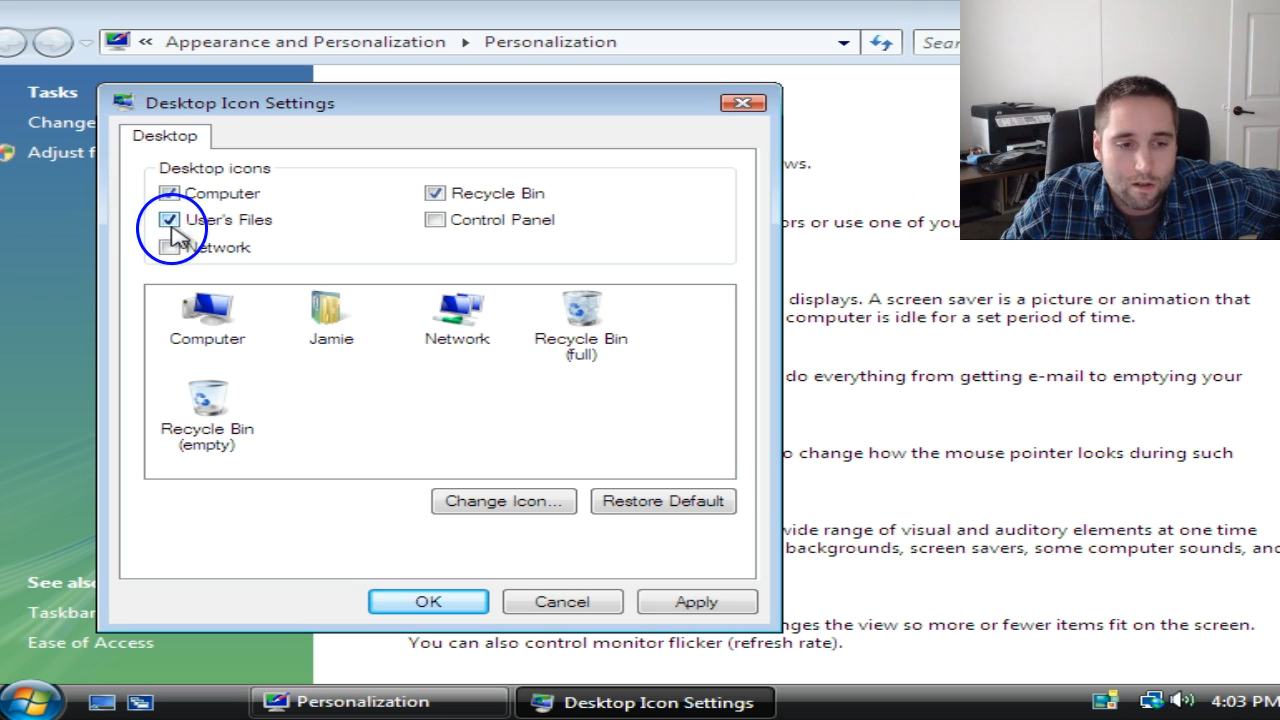 « Appearance and Personalization ▸ Personalization
Sear
Tasks
Change
Adjust f
Desktop Icon Settings
Desktop
Desktop icons
Computer
Recycle Bin
User's Files
Control Panel
Network
Computer
Jamie
Network
Recycle Bin
(full)
Recycle Bin
(empty)
Change Icon...
Restore Default
OK
Cancel
Apply
ws.
ors or use one of you
displays. A screen saver is a picture or animation that
computer is idle for a set period of time.
do everything from getting e-mail to emptying your
o change how the mouse pointer looks during such
wide range of visual and auditory elements at one time
backgrounds, screen savers, some computer sounds, and
nges the view so more or fewer items fit on the screen.
You can also control monitor flicker (refresh rate).
See also
Taskbar
Ease of Access
Personalization
Desktop Icon Settings
4:03 PM